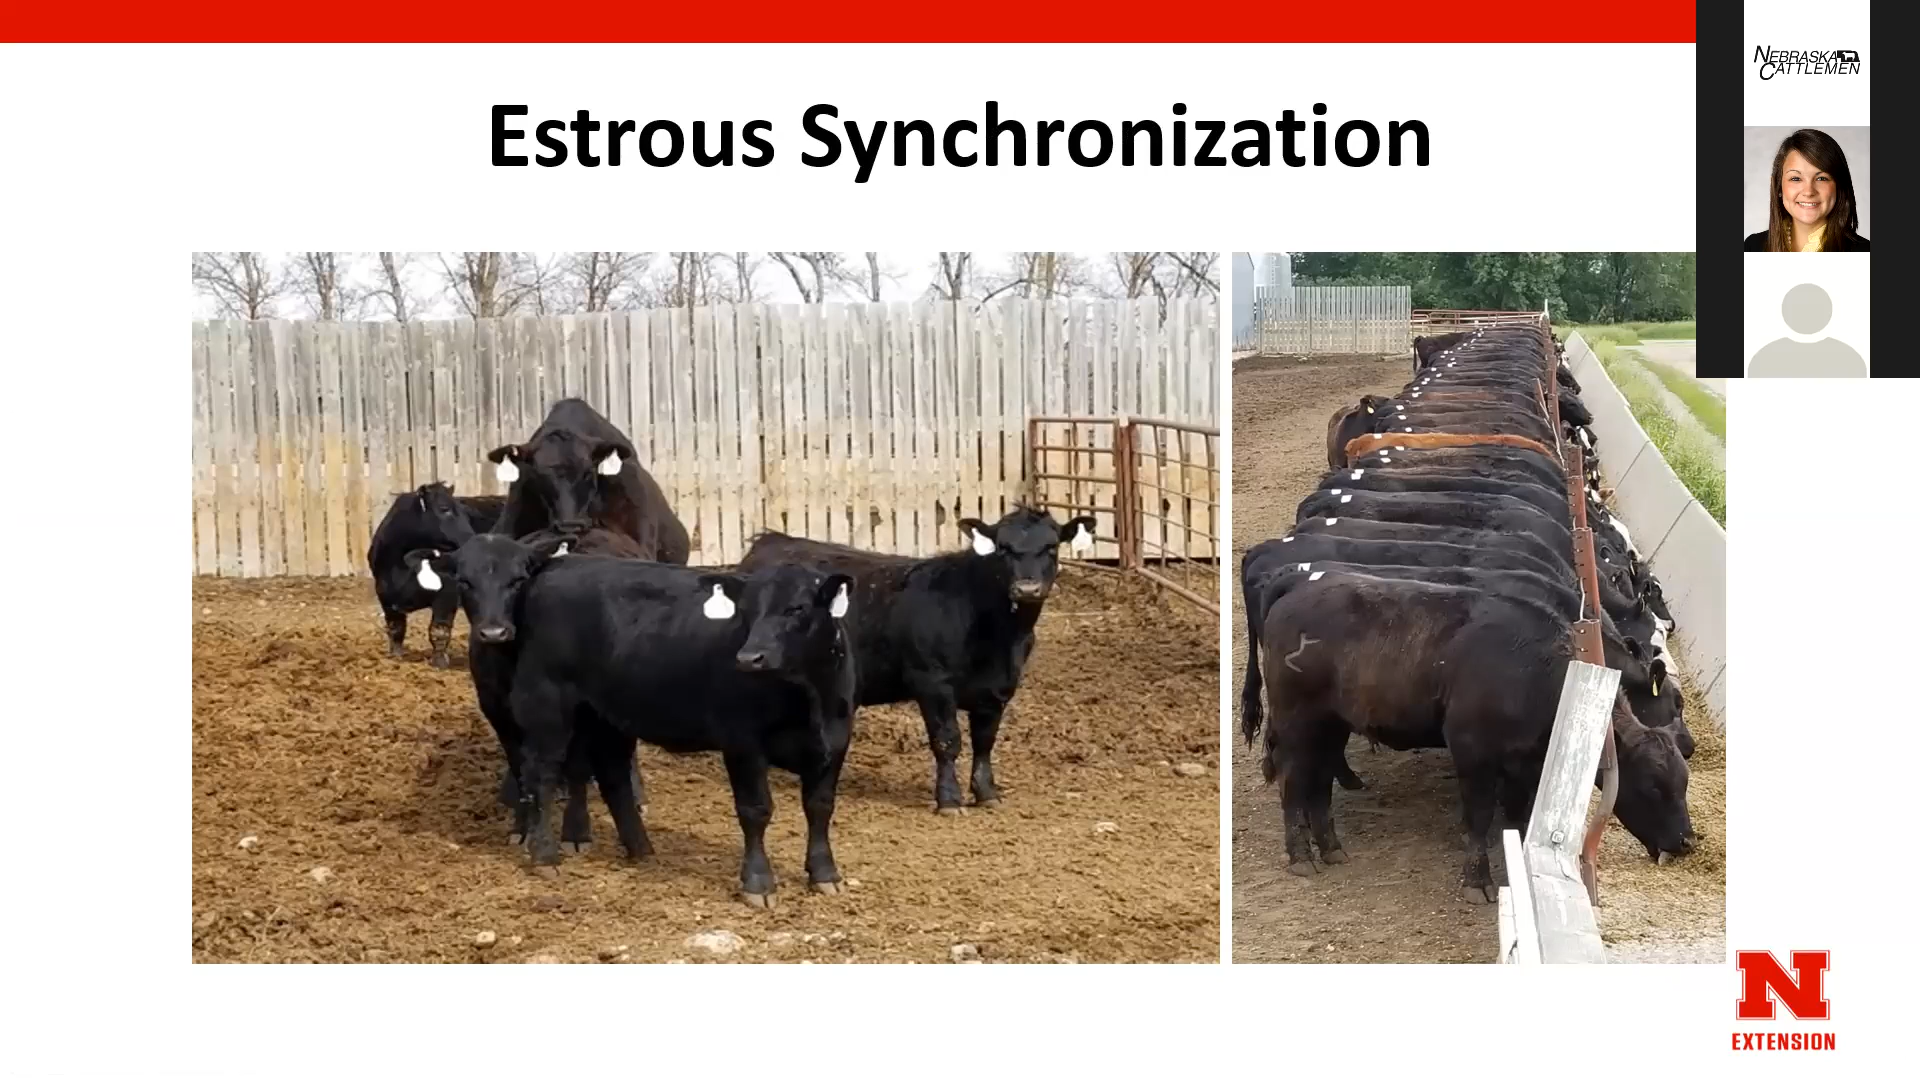 Estrous Synchronization
NEBRASKA
CATTLEMEN
N
EXTENSION